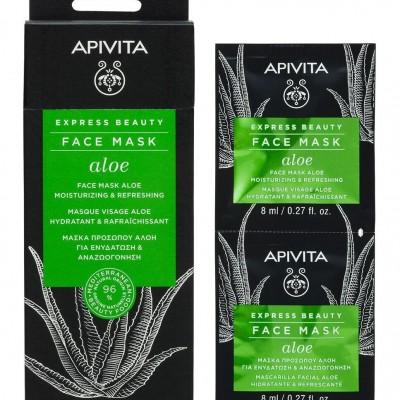 APIVITA
EXPRESS BEAUTY
FACE MASK
aloe
FACE MASK ALOE
MOISTURIZING & REFRESHING
MASQUE VISAGE ALOE
HYDRATANT & RAFRAÎCHISSANT
ΜΑΣΚΑ ΠΡΟΣΩΠΟΥ ΑΛΟΗ
ΓΙΑ ΕΝΥΔΑΤΩΣΗ &
ΑΝΑΖΩΟΓΟΝΗΣΗ
96
%
APIVITA
EXPRESS BEAUTY
FACE MASK
aloe
FACE MASK ALOE
MOISTURIZING & REFRESHING
MASQUE VISAGE ALOE
HYDRATANT & RAFRAÎCHISSANT
8 ml / 0.27 fl. oz.
APIVITA
EXPRESS BEAUTY
FACE MASK
aloe
ΜΑΣΚΑ ΠΡΟΣΩΠΟΥ ΑΛΟΗ
ΓΙΑ ΕΝΥΔΑΤΩΣΗ & ΑΝΑΖΩΟΓΟΝΗΣΗ
MASCARILLA FACIAL ALOE
HIDRATANTE & REFRESCANTE
8 ml / 0.27 fl. oz.